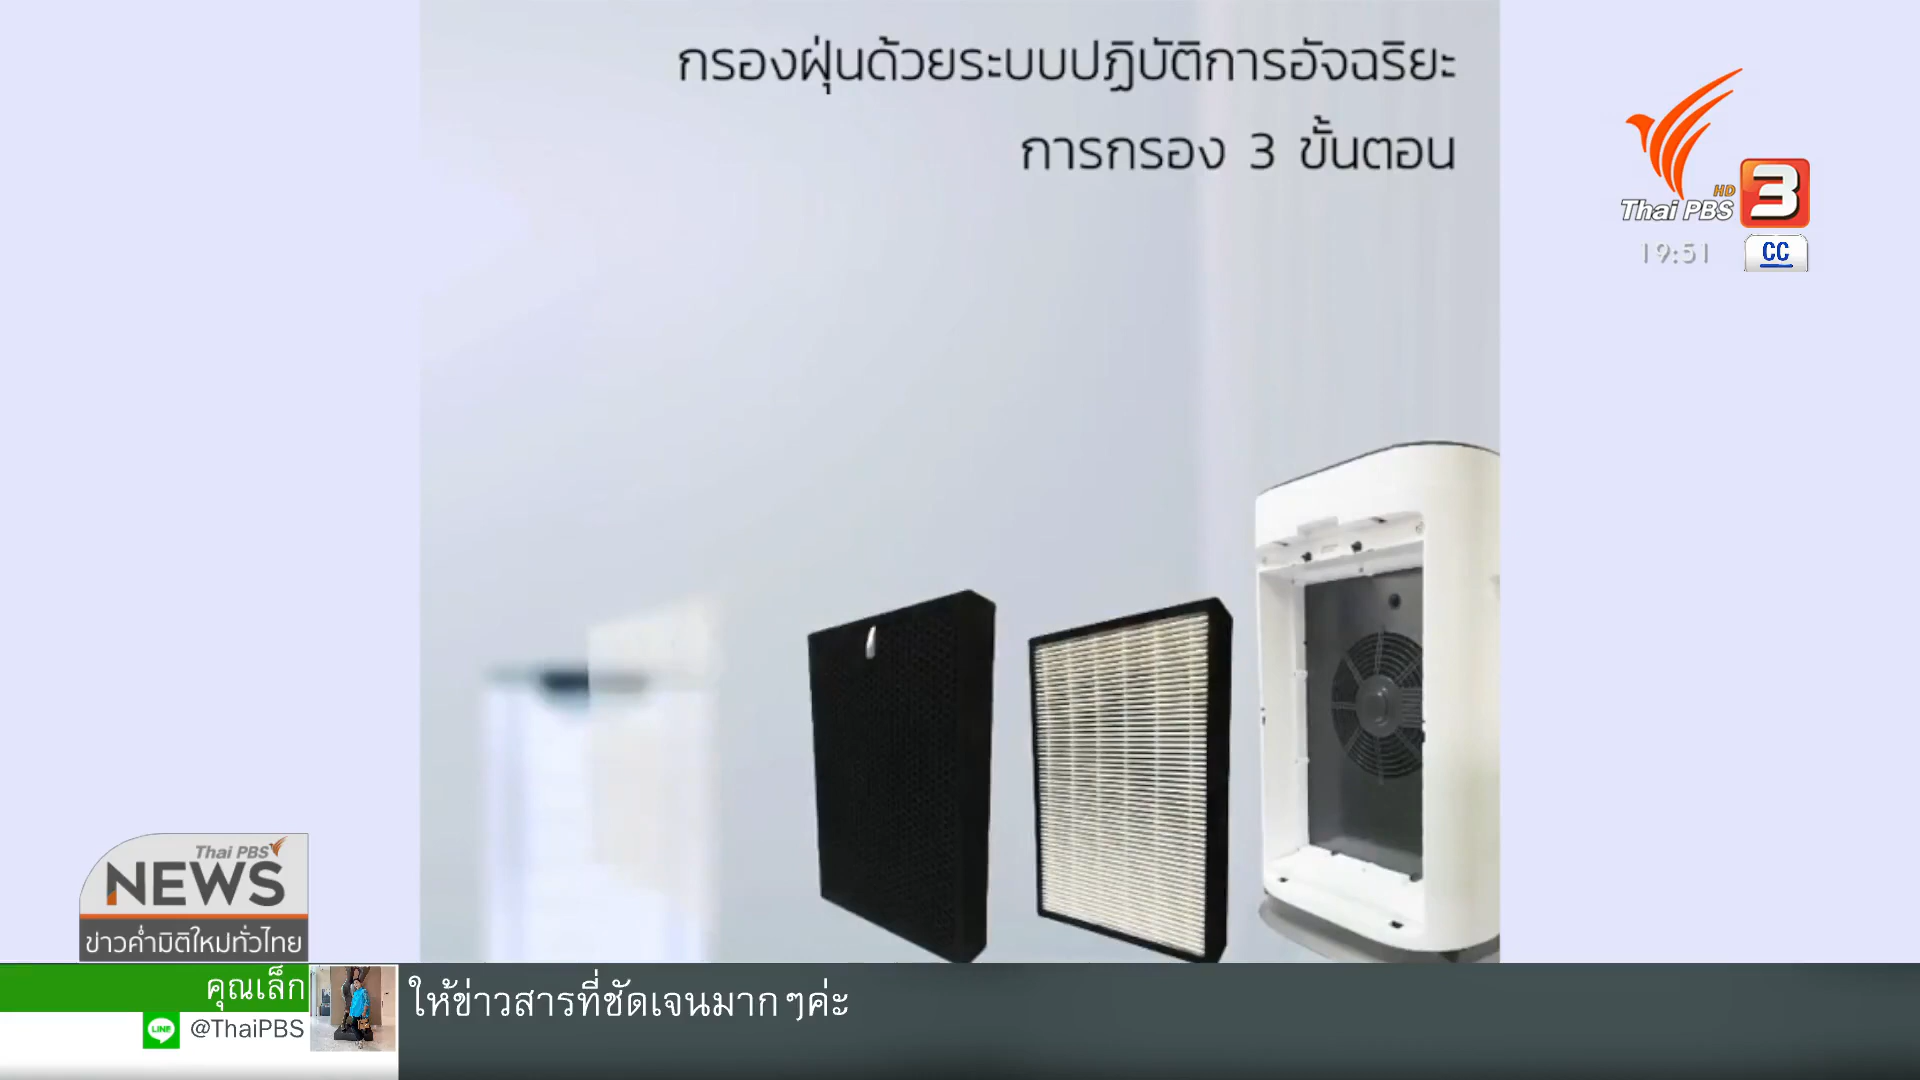 กรองฝุ่นด้วยระบบปฏิบัติการอัจฉริยะ
การกรอง 3 ขั้นตอน
HD
Thai PBS 3
19:51 CC
Thai PBS
NEWS
ข่าวค่ำมิติใหม่ทั่วไทย
คุณเล็ก
LINE @ThaiPBS
ให้ข่าวสารที่ชัดเจนมากๆค่ะ